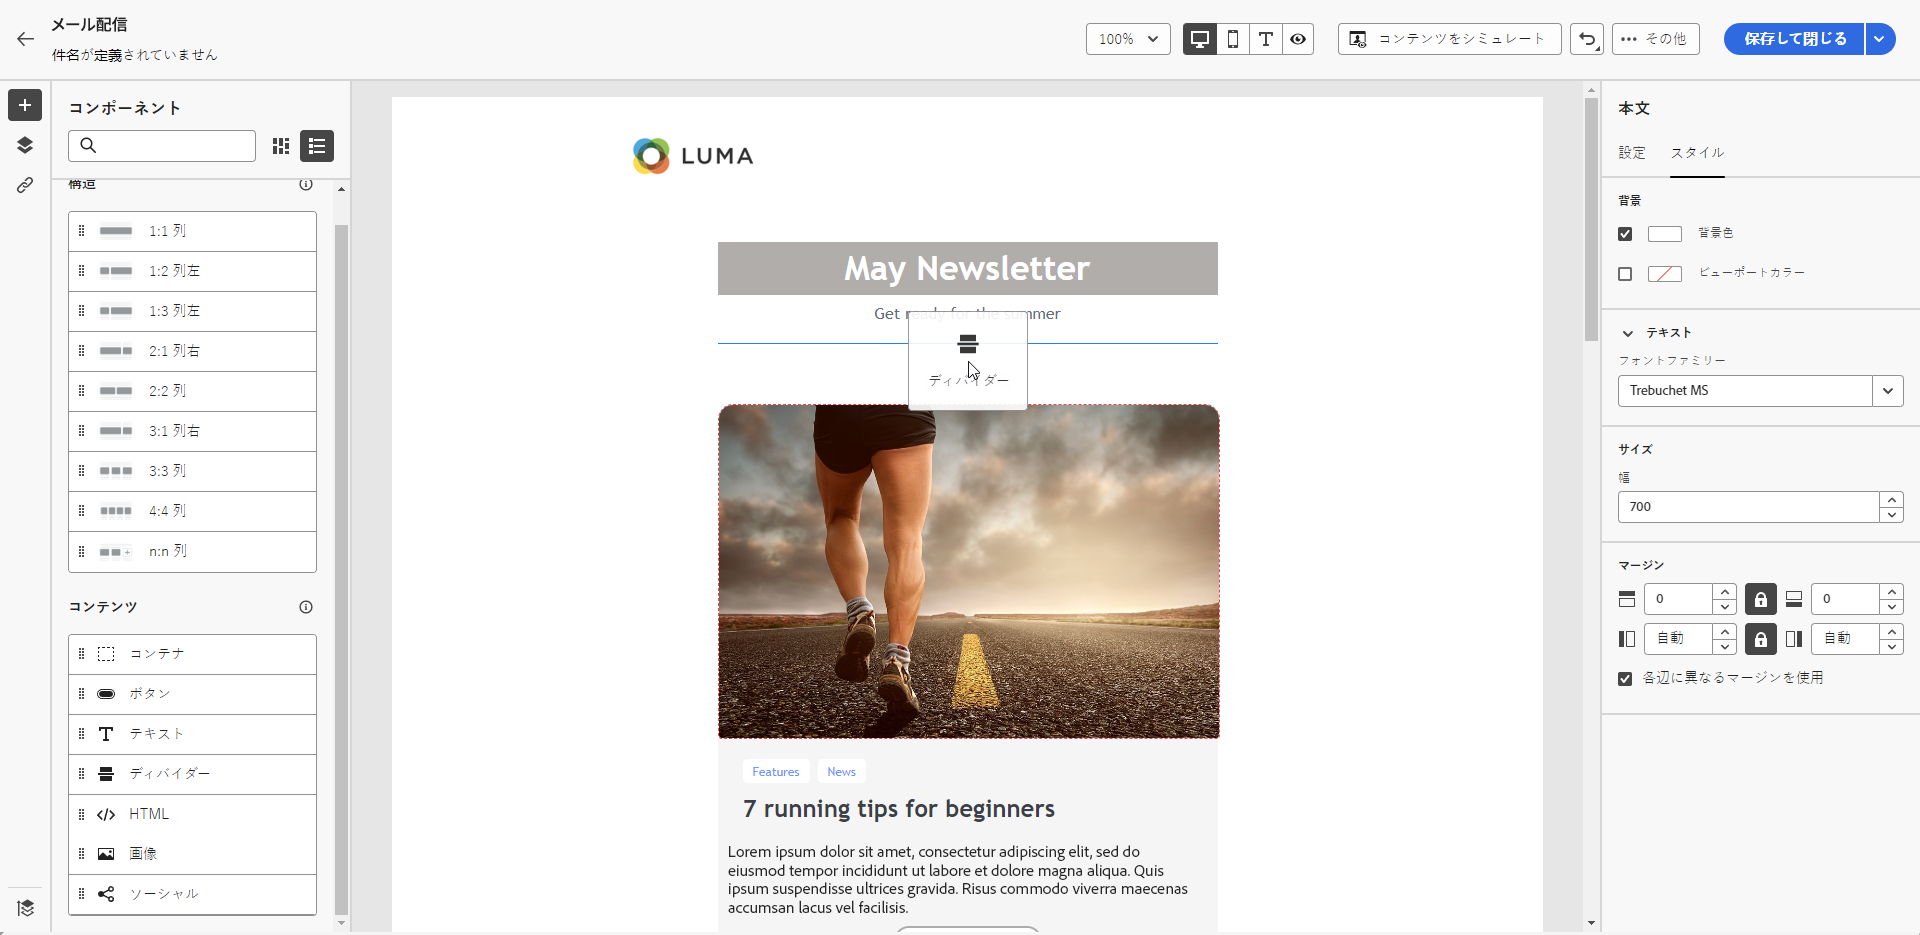 メール配信
件名が定義されていません
100%
コンテンツをシミュレート
その他
保存して閉じる
コンポーネント
構造
1:1 列
1:2 列左
1:3 列左
2:1 列右
2:2 列
3:1 列右
3:3 列
4:4 列
n:n 列
コンテンツ
コンテナ
ボタン
テキスト
ディバイダー
HTML
画像
ソーシャル
LUMA
May Newsletter
Get ready for the summer
ディバイダー
Features
News
7 running tips for beginners
Lorem ipsum dolor sit amet, consectetur adipiscing elit, sed do
eiusmod tempor incididunt ut labore et dolore magna aliqua. Quis
ipsum suspendisse ultrices gravida. Risus commodo viverra maecenas
accumsan lacus vel facilisis.
本文
設定
スタイル
背景
背景色
ビューポートカラー
テキスト
フォントファミリー
Trebuchet MS
サイズ
幅
700
マージン
0
0
自動
自動
各辺に異なるマージンを使用